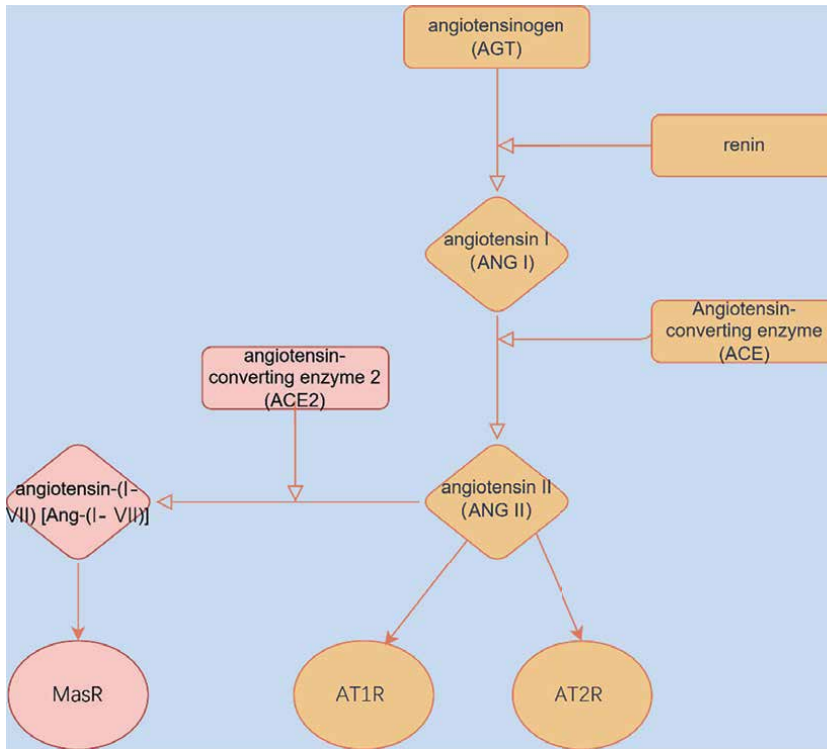 angiotensinogen
(AGT)
renin
angiotensin I
(ANG I)
Angiotensin-
converting enzyme
(ACE)
angiotensin-
converting enzyme 2
(ACE2)
angiotensin-(I-
VII) [Ang-(I- VII)]
angiotensin II
(ANG II)
MasR
AT1R
AT2R